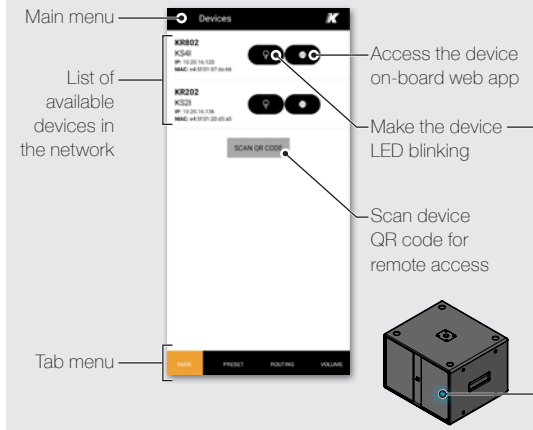 Main menu
Devices
K
KR802
KS4I
IP: 10.20.16.120
List of
available
devices in
the network
KR202
KS2I
IP: 10.20.16.136
Access the device
on-board web app
Make the device
LED blinking
SCAN QR CODE
Scan device
QR code for
remote access
Tab menu
MAIN PRESET ROUTING VOLUME